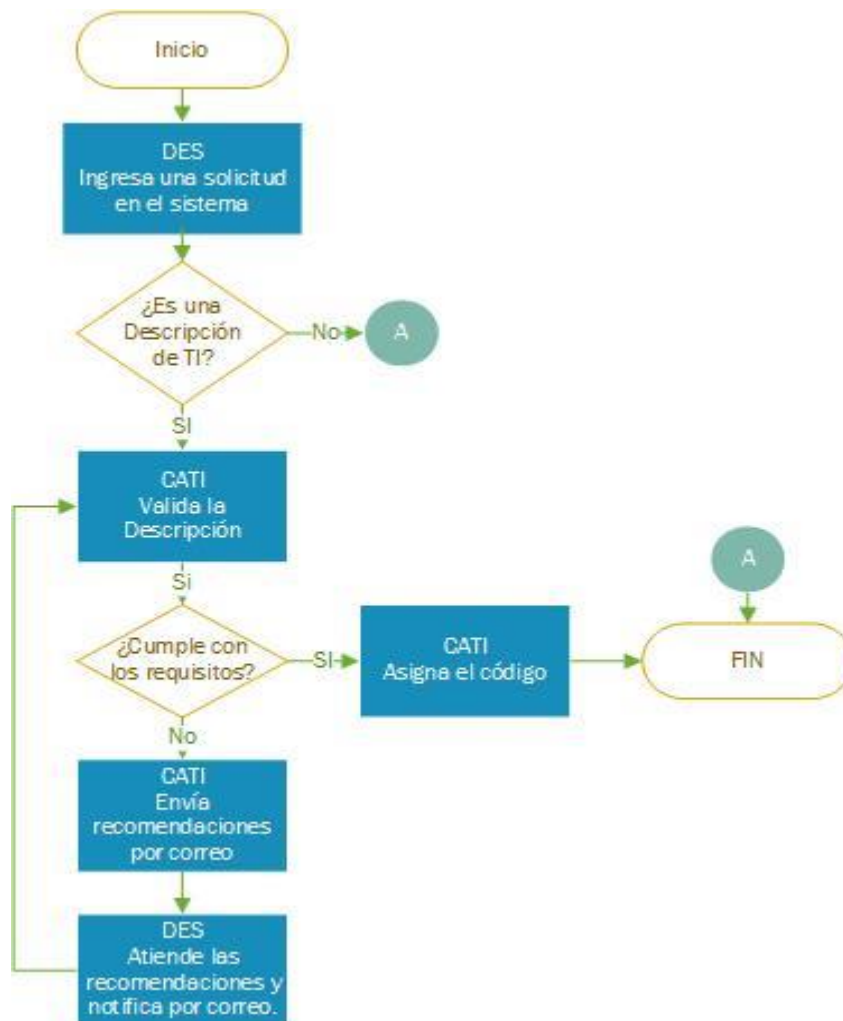 Inicio
DES
Ingresa una solicitud
en el sistema
¿Es una
Descripción
de TI?
No
A
SI
CATI
Valida la
Descripción
Si
A
¿Cumple con
los requisitos?
SI
CATI
Asigna el código
FIN
No
CATI
Envía
recomendaciones
por correo
DES
Atiende las
recomendaciones y
notifica por correo.